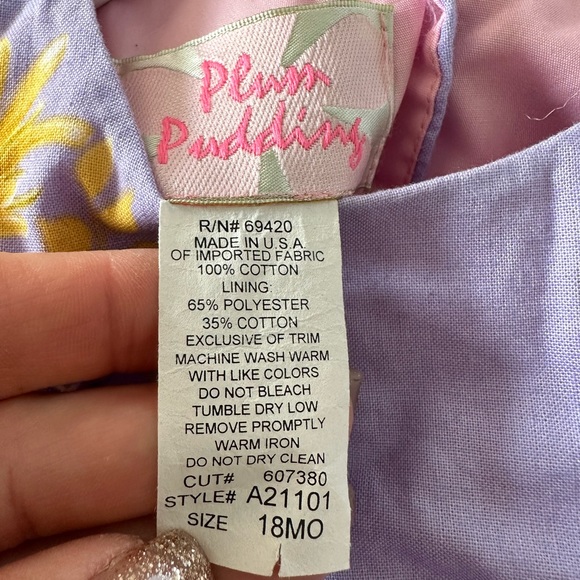 Plum
Pudding
R/N# 69420
MADE IN U.S.A.
OF IMPORTED FABRIC
100% COTTON
LINING:
65% POLYESTER
35% COTTON
EXCLUSIVE OF TRIM
MACHINE WASH WARM
WITH LIKE COLORS
DO NOT BLEACH
TUMBLE DRY LOW
REMOVE PROMPTLY
WARM IRON
DO NOT DRY CLEAN
CUT# 607380
STYLE# A21101
SIZE 18MO